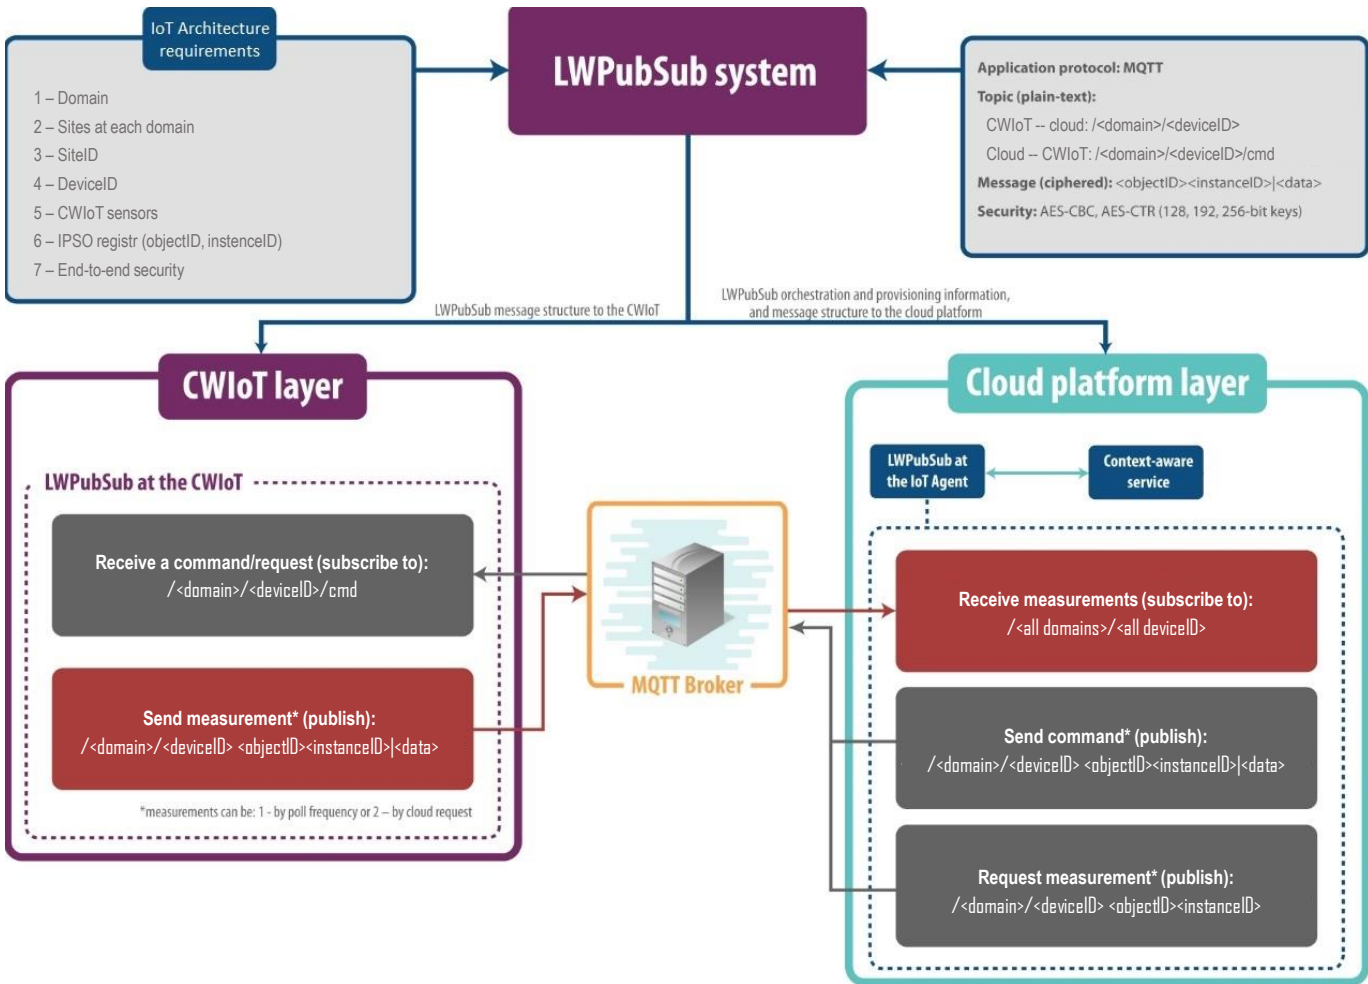 IoT Architecture
requirements
1 – Domain
2 – Sites at each domain
3 – SiteID
4 – DeviceID
5 – CWIoT sensors
6 – IPSO registr (objectID, instenceID)
7 – End-to-end security
LWPubSub system
Application protocol: MQTT
Topic (plain-text):
CWIoT -- cloud: /<domain>/<deviceID>
Cloud -- CWIoT: /<domain>/<deviceID>/cmd
Message (ciphered): <objectID><instanceID>|<data>
Security: AES-CBC, AES-CTR (128, 192, 256-bit keys)
LWPubSub message structure to the CWIoT
LWPubSub orchestration and provisioning information,
and message structure to the cloud platform
CWIoT layer
LWPubSub at the CWIoT
Receive a command/request (subscribe to):
/<domain>/<deviceID>/cmd
Send measurement* (publish):
/<domain>/<deviceID> <objectID><instanceID>|<data>
*measurements can be: 1 - by poll frequency or 2 – by cloud request
MQTT Broker
Cloud platform layer
LWPubSub at
the IoT Agent
Context-aware
service
Receive measurements (subscribe to):
/<all domains>/<all deviceID>
Send command* (publish):
/<domain>/<deviceID> <objectID><instanceID>|<data>
Request measurement* (publish):
/<domain>/<deviceID> <objectID><instanceID>